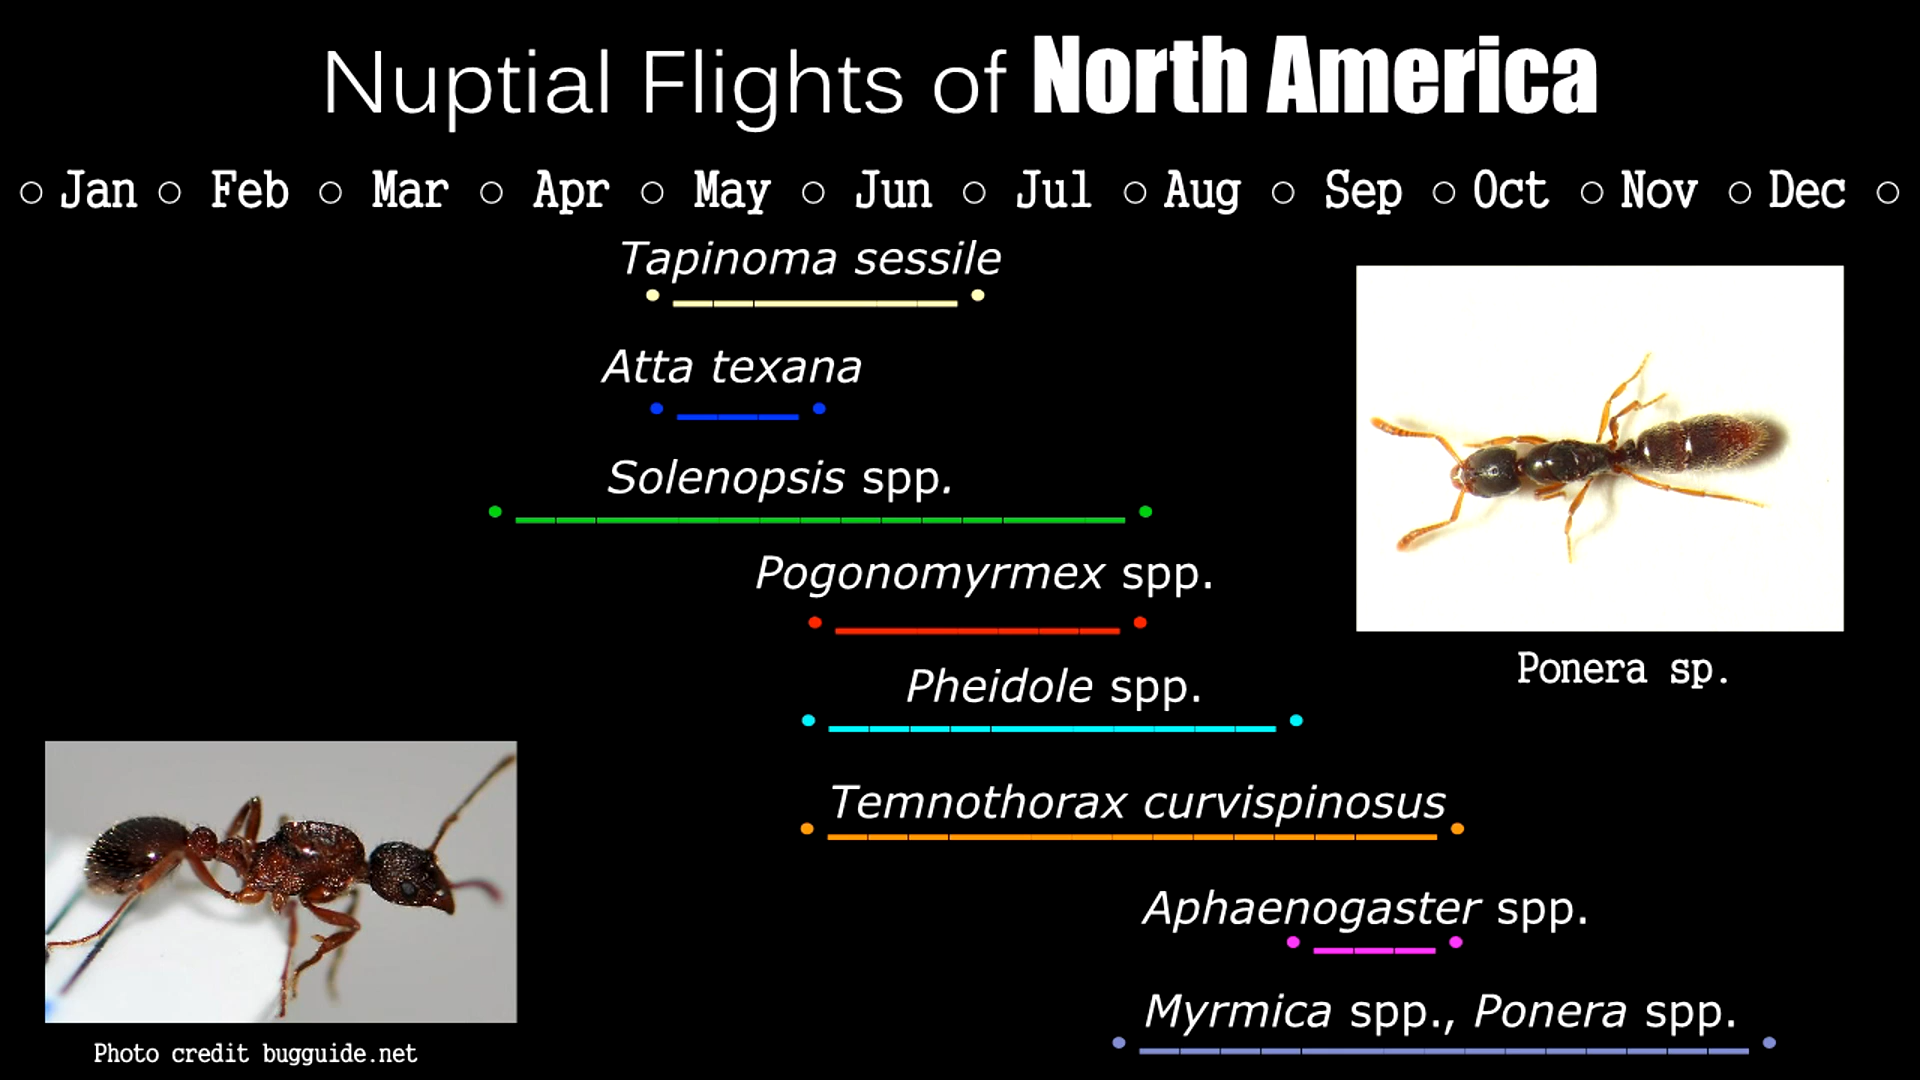 Nuptial Flights of North America
○ Jan ○ Feb ○ Mar ○ Apr ○ May ○ Jun ○ Jul ○ Aug ○ Sep ○ Oct ○ Nov ○ Dec ○
Tapinoma sessile
Atta texana
Solenopsis spp.
Pogonomyrmex spp.
Ponera sp.
Pheidole spp.
Temnothorax curvispinosus
Aphaenogaster spp.
Myrmica spp., Ponera spp.
Photo credit bugguide.net